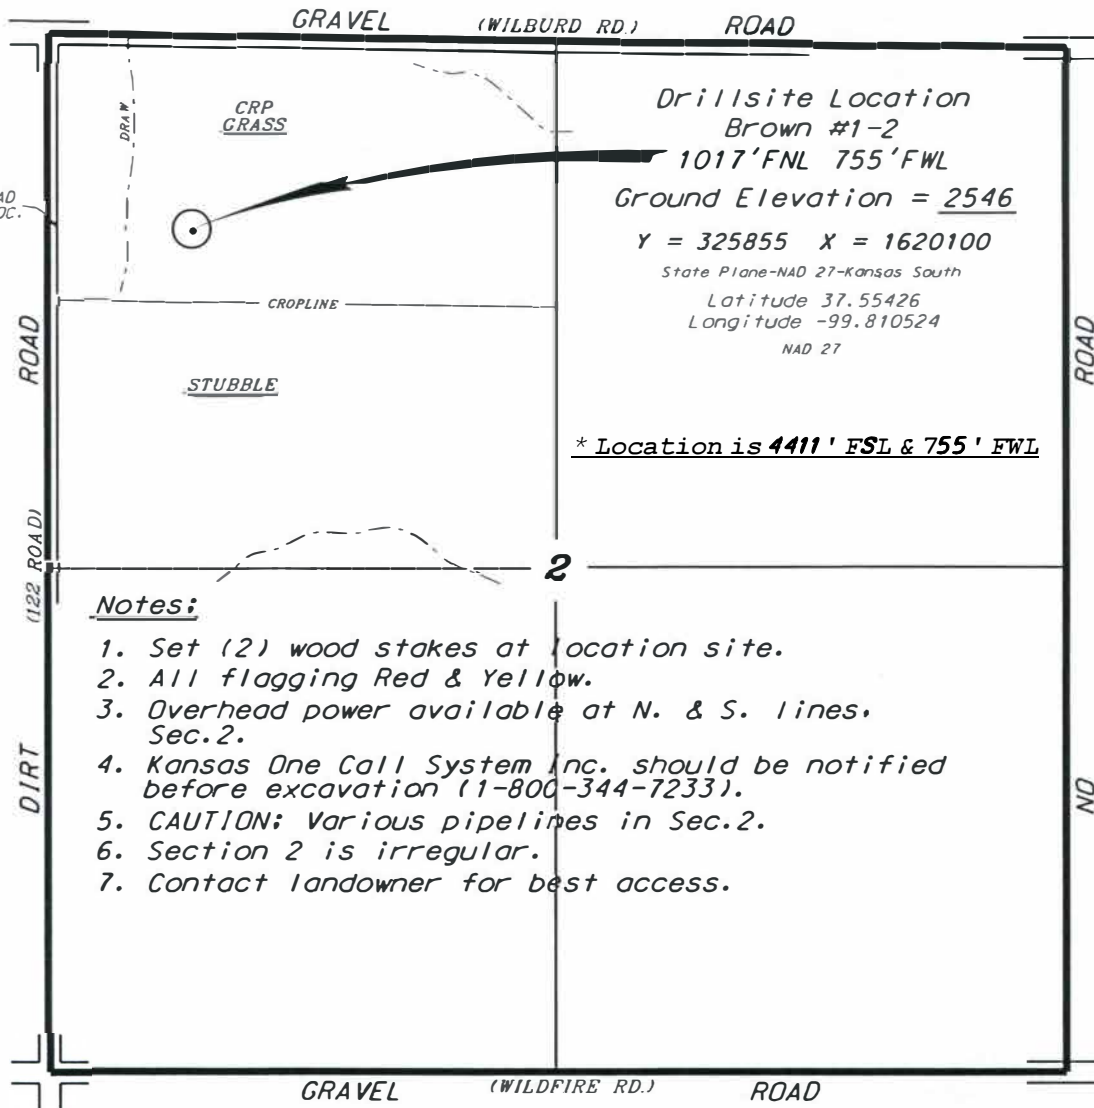 GRAVEL (WILBURD RD.) ROAD
DRAW
CRP
GRASS
Drillsite Location
Brown #1-2
1017'FNL 755'FWL
Ground Elevation = 2546
Y = 325855 X = 1620100
State Plane-NAD 27-Kansas South
Latitude 37.55426
Longitude -99.810524
NAD 27
CROPLINE
STUBBLE
* Location is 4411' FSL & 755' FWL
2
Notes:
1. Set (2) wood stakes at location site.
2. All flagging Red & Yellow.
3. Overhead power available at N. & S. lines,
Sec.2.
4. Kansas One Call System Inc. should be notified
before excavation (1-800-344-7233).
5. CAUTION: Various pipelines in Sec.2.
6. Section 2 is irregular.
7. Contact landowner for best access.
DIRT (122 ROAD) ROAD
NO ROAD
GRAVEL (WILDFIRE RD.) ROAD